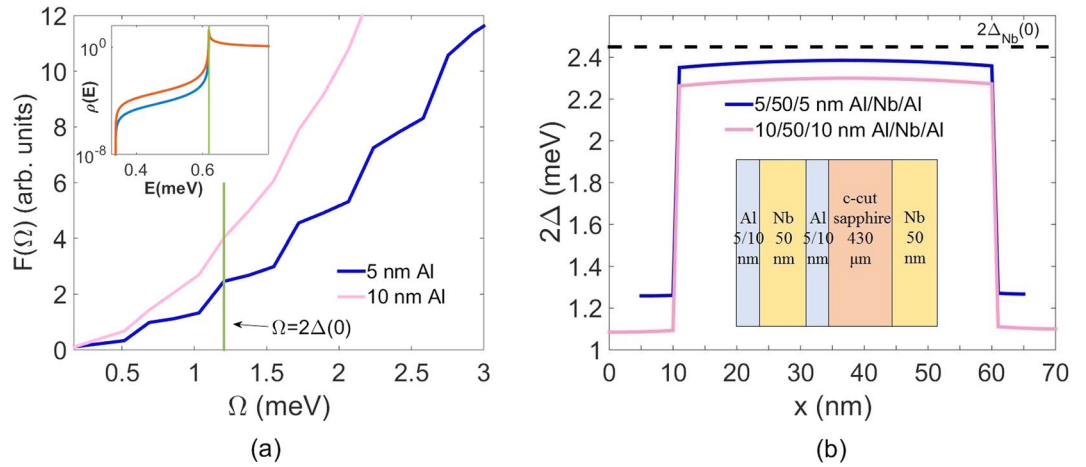 12
10
8
6
4
2
0
F(Ω) (arb. units)
10⁰
10⁻⁸
ρ(E)
0.4 0.6
E(meV)
5 nm Al
10 nm Al
Ω=2Δ(0)
0.5 1 1.5 2 2.5 3
Ω (meV)
(a)
2.4
2.2
2
1.8
1.6
1.4
1.2
1
2Δ (meV)
2Δ_Nb(0)
5/50/5 nm Al/Nb/Al
10/50/10 nm Al/Nb/Al
Al
5/10
nm
Nb
50
nm
Al
5/10
nm
c-cut
sapphire
430
μm
Nb
50
nm
0 10 20 30 40 50 60 70
x (nm)
(b)